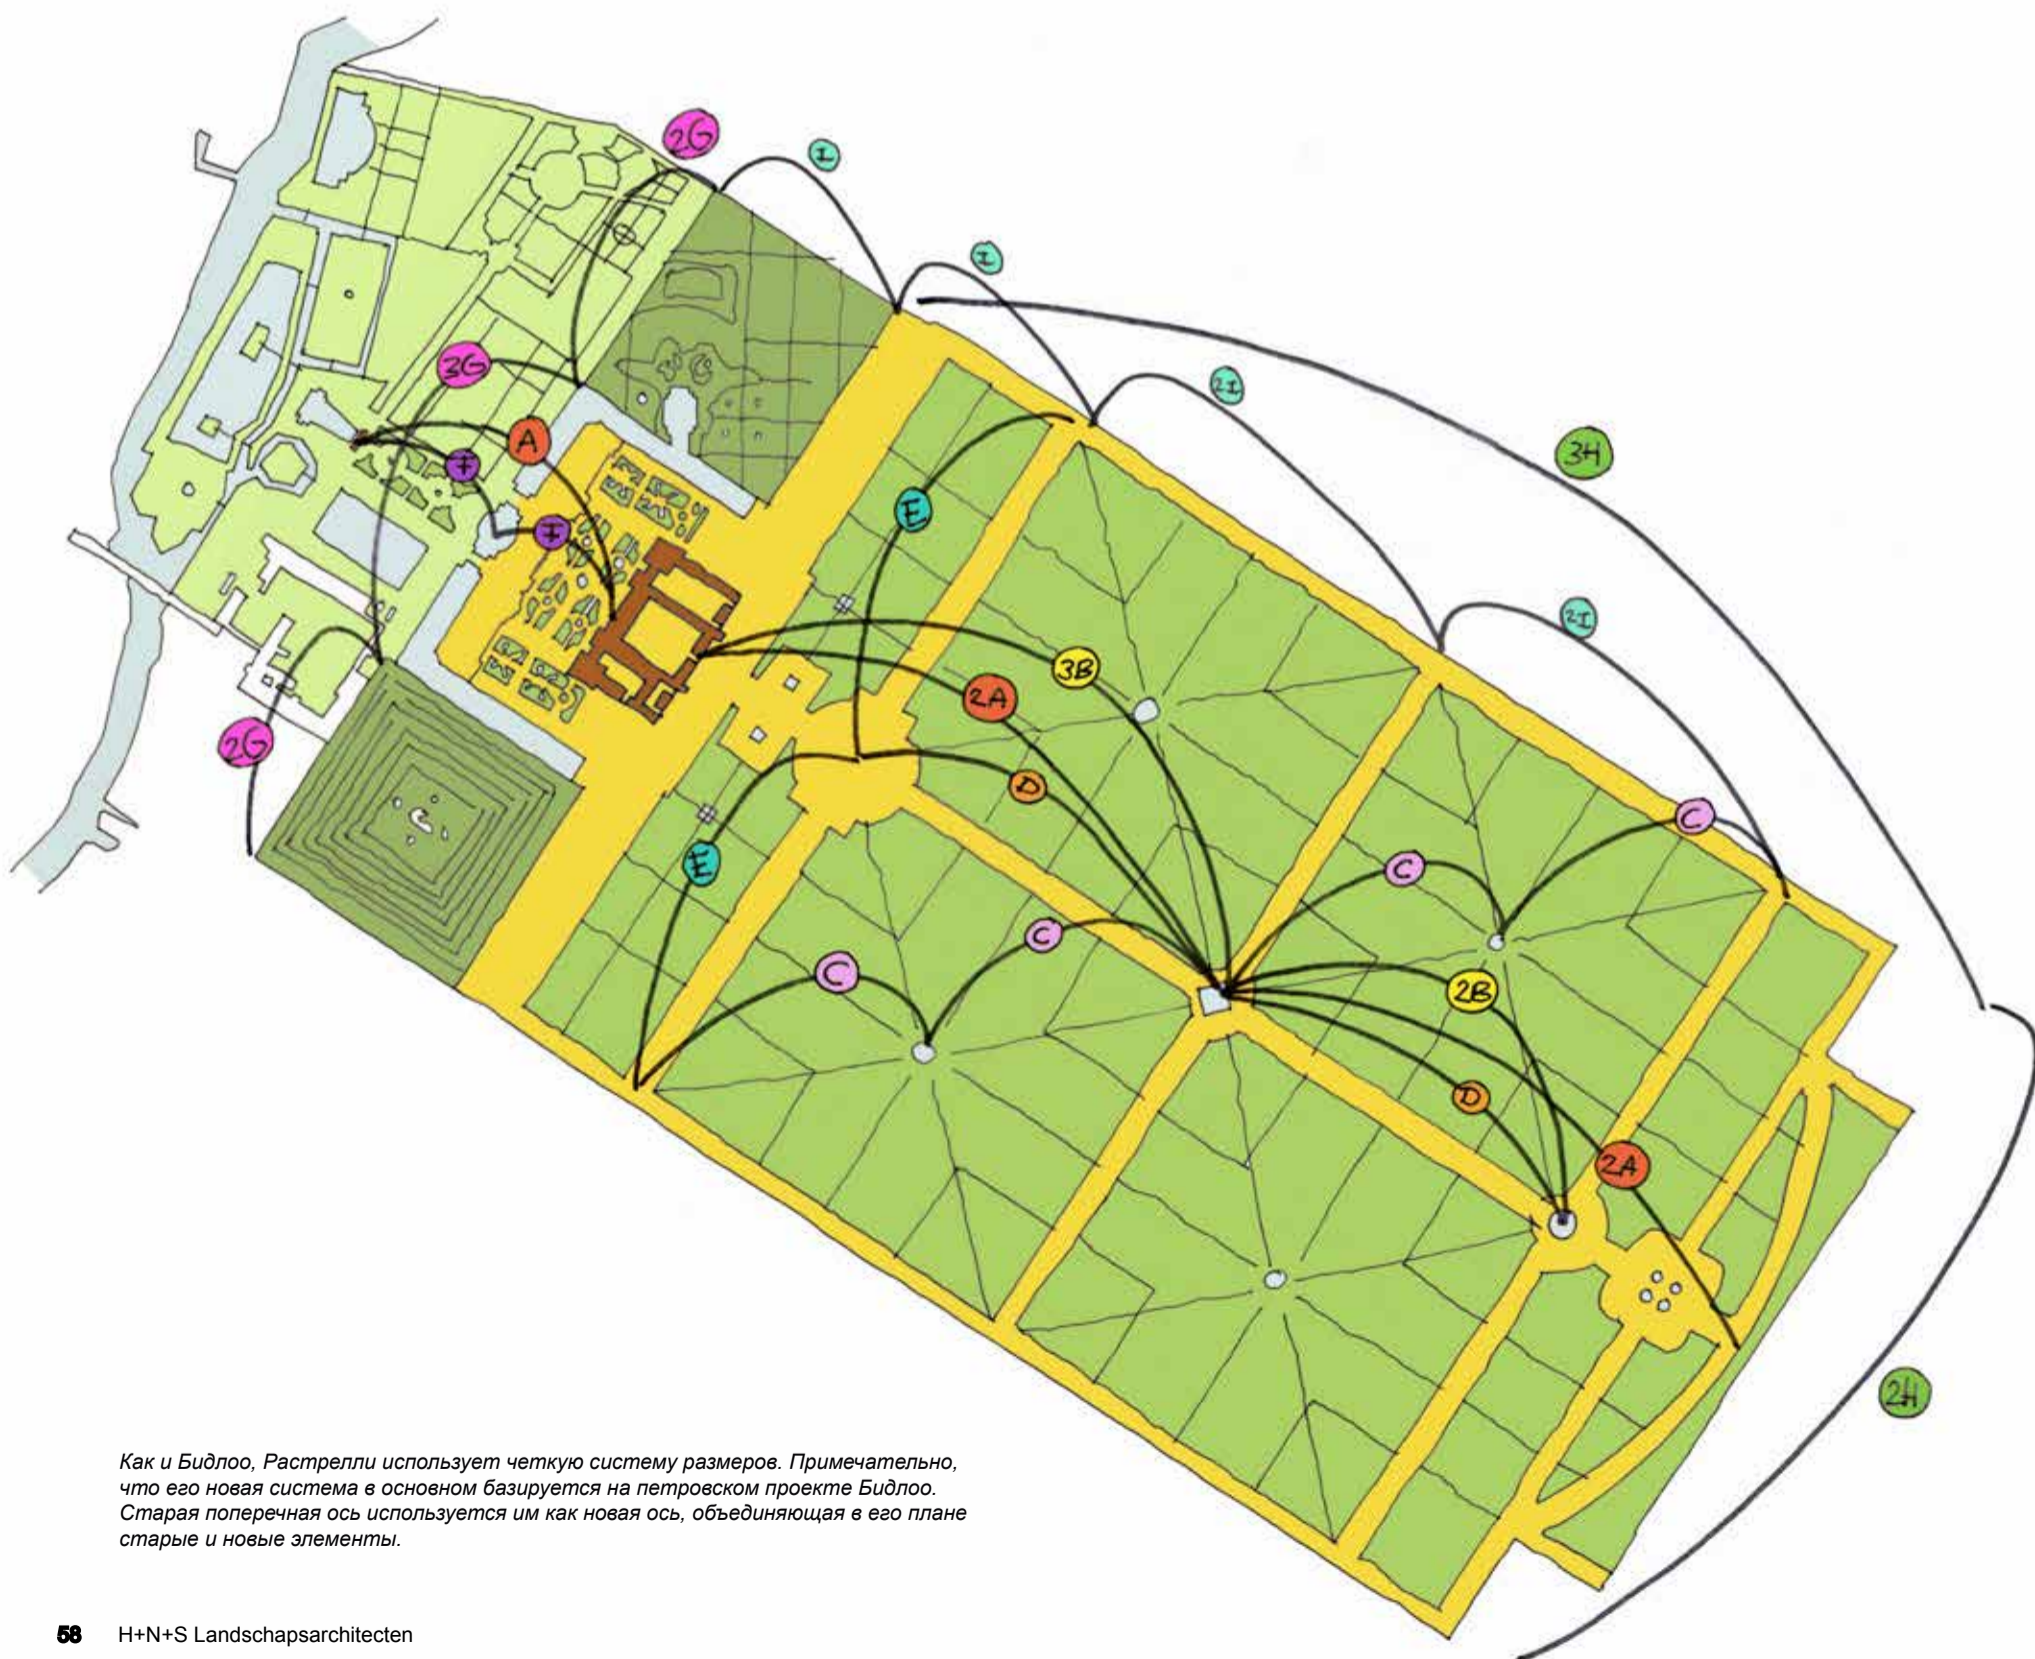 2G
I
I
3H
3G
2I
A
F
E
F
2I
3B
2A
2G
D
C
E
C
C
C
2B
D
2A
2H
Как и Бидлоо, Растрелли использует четкую систему размеров. Примечательно,
что его новая система в основном базируется на петровском проекте Бидлоо.
Старая поперечная ось используется им как новая ось, объединяющая в его плане
старые и новые элементы.
58 H+N+S Landschapsarchitecten